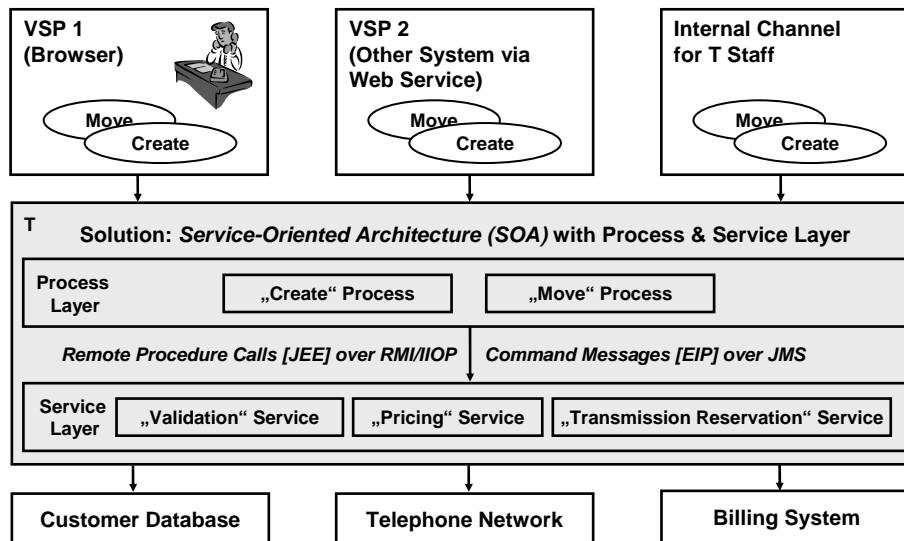 VSP 1
(Browser)
Move
Create
VSP 2
(Other System via
Web Service)
Move
Create
Internal Channel
for T Staff
Move
Create
T
Solution: Service-Oriented Architecture (SOA) with Process & Service Layer
Process
Layer
„Create“ Process
„Move“ Process
Remote Procedure Calls [JEE] over RMI/IIOP
Command Messages [EIP] over JMS
Service
Layer
„Validation“ Service
„Pricing“ Service
„Transmission Reservation“ Service
Customer Database
Telephone Network
Billing System